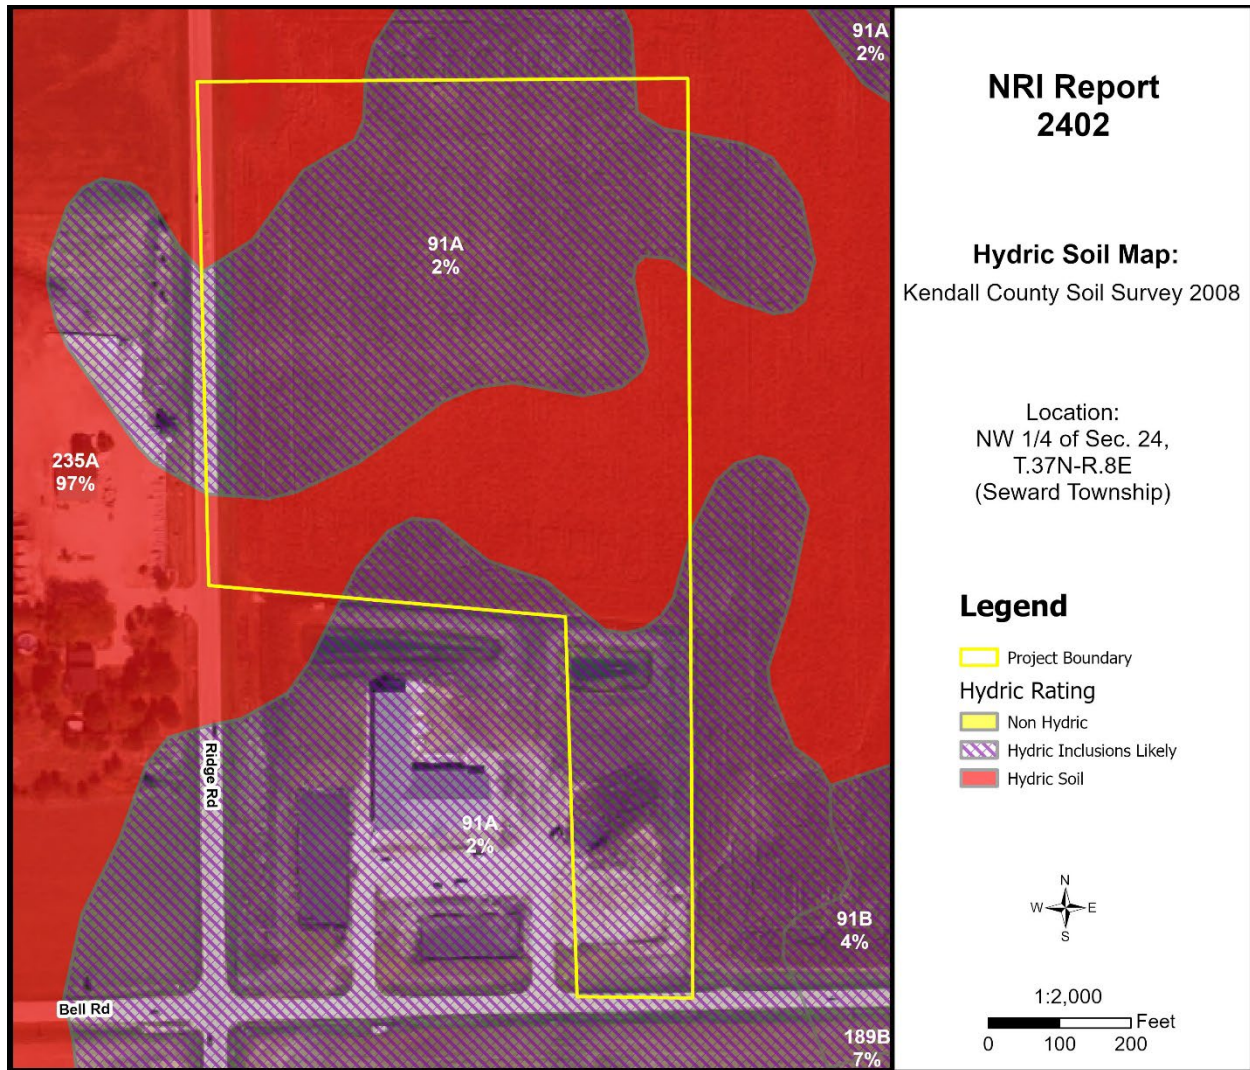 91A
2%
91A
2%
235A
97%
Ridge Rd
91A
2%
91B
4%
Bell Rd
189B
7%
NRI Report
2402
Hydric Soil Map:
Kendall County Soil Survey 2008
Location:
NW 1/4 of Sec. 24,
T.37N-R.8E
(Seward Township)
Legend
Project Boundary
Hydric Rating
Non Hydric
Hydric Inclusions Likely
Hydric Soil
N
W E
S
1:2,000
Feet
0 100 200